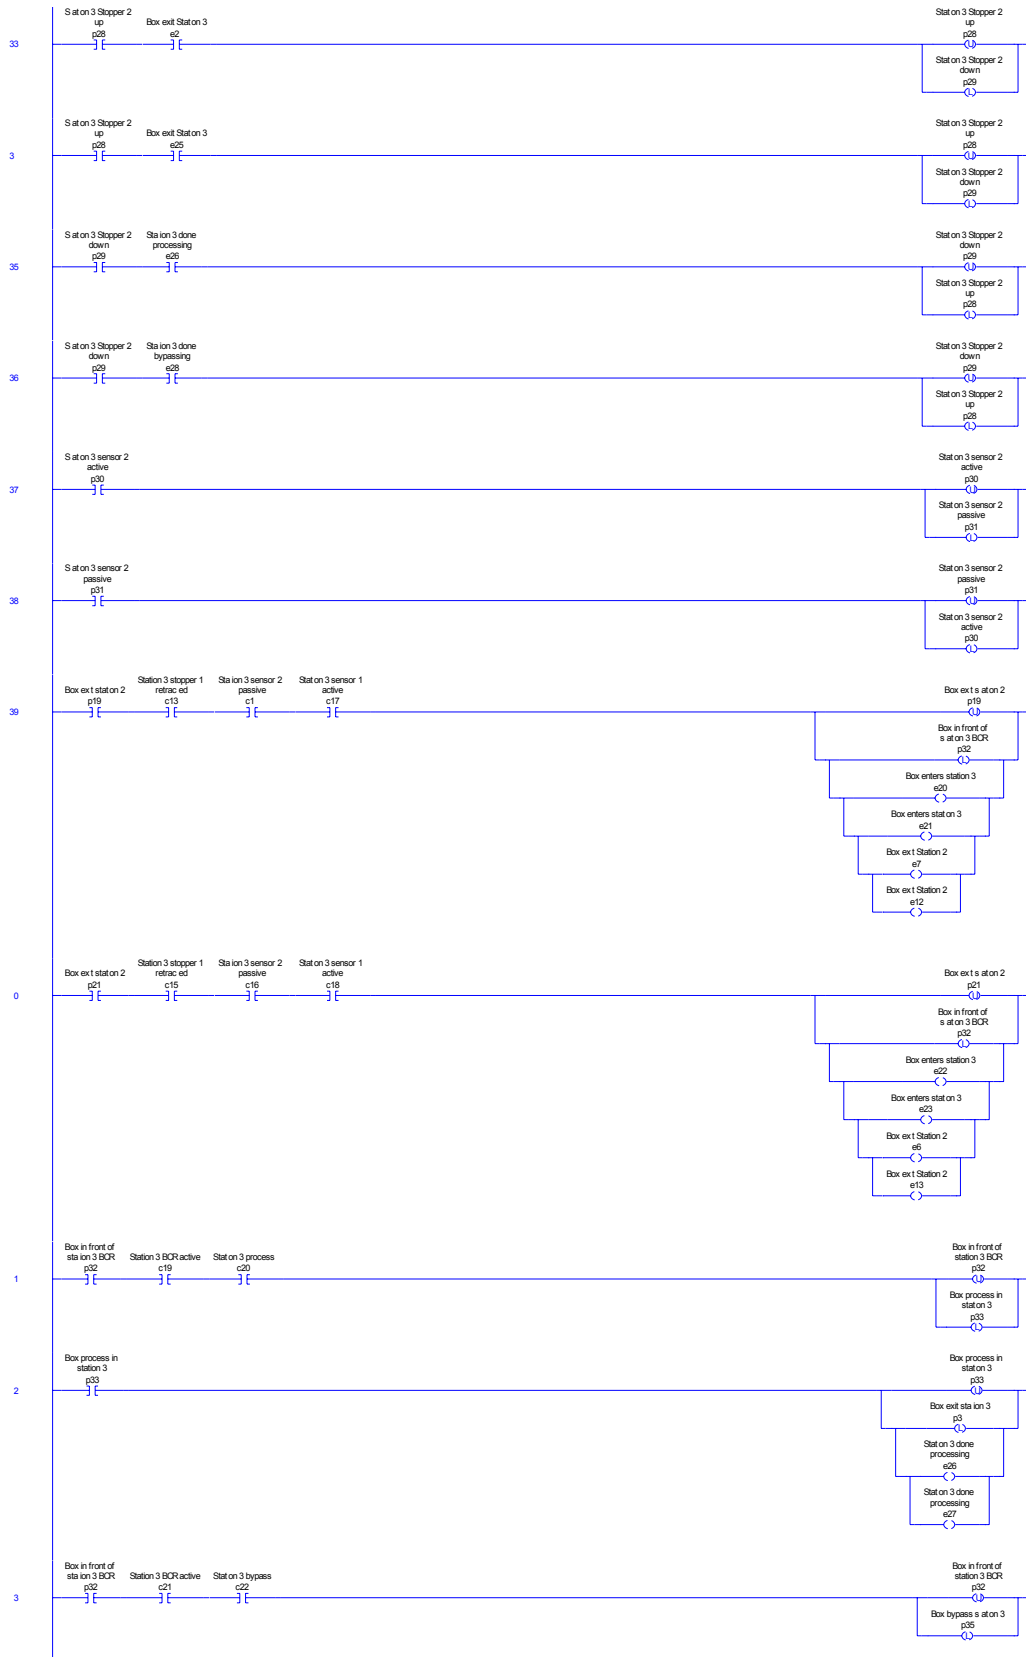 S at on 3 Stopper 2
up
p28
Box exit Stat on 3
e2
Stat on 3 Stopper 2
up
p28
33
Stat on 3 Stopper 2
down
p29
S at on 3 Stopper 2
up
p28
Box exit Stat on 3
e25
Stat on 3 Stopper 2
up
p28
3
Stat on 3 Stopper 2
down
p29
S at on 3 Stopper 2
down
p29
Sta ion 3 done
processing
e26
Stat on 3 Stopper 2
down
p29
35
Stat on 3 Stopper 2
up
p28
S at on 3 Stopper 2
down
p29
Sta ion 3 done
bypassing
e28
Stat on 3 Stopper 2
down
p29
36
Stat on 3 Stopper 2
up
p28
S at on 3 sensor 2
active
p30
Stat on 3 sensor 2
active
p30
37
Stat on 3 sensor 2
passive
p31
S at on 3 sensor 2
passive
p31
Stat on 3 sensor 2
passive
p31
38
Stat on 3 sensor 2
active
p30
Box ex t stat on 2
p19
Station 3 stopper 1
retrac ed
c13
Sta ion 3 sensor 2
passive
c1
Stat on 3 sensor 1
active
c17
Box ex t s at on 2
p19
39
Box in front of
s at on 3 BCR
p32
Box enters station 3
e20
Box enters stat on 3
e21
Box ex t Station 2
e7
Box ex t Station 2
e12
Box ex t stat on 2
p21
Station 3 stopper 1
retrac ed
c15
Sta ion 3 sensor 2
passive
c16
Stat on 3 sensor 1
active
c18
Box ex t s at on 2
p21
0
Box in front of
s at on 3 BCR
p32
Box enters station 3
e22
Box enters stat on 3
e23
Box ex t Station 2
e6
Box ex t Station 2
e13
Box in front of
sta ion 3 BCR
p32
Station 3 BCR active
c19
Stat on 3 process
c20
Box in front of
station 3 BCR
p32
1
Box process in
stat on 3
p33
Box process in
station 3
p33
Box process in
stat on 3
p33
2
Box exit sta ion 3
p3
Stat on 3 done
processing
e26
Stat on 3 done
processing
e27
Box in front of
sta ion 3 BCR
p32
Station 3 BCR active
c21
Stat on 3 bypass
c22
Box in front of
station 3 BCR
p32
3
Box bypass s at on 3
p35